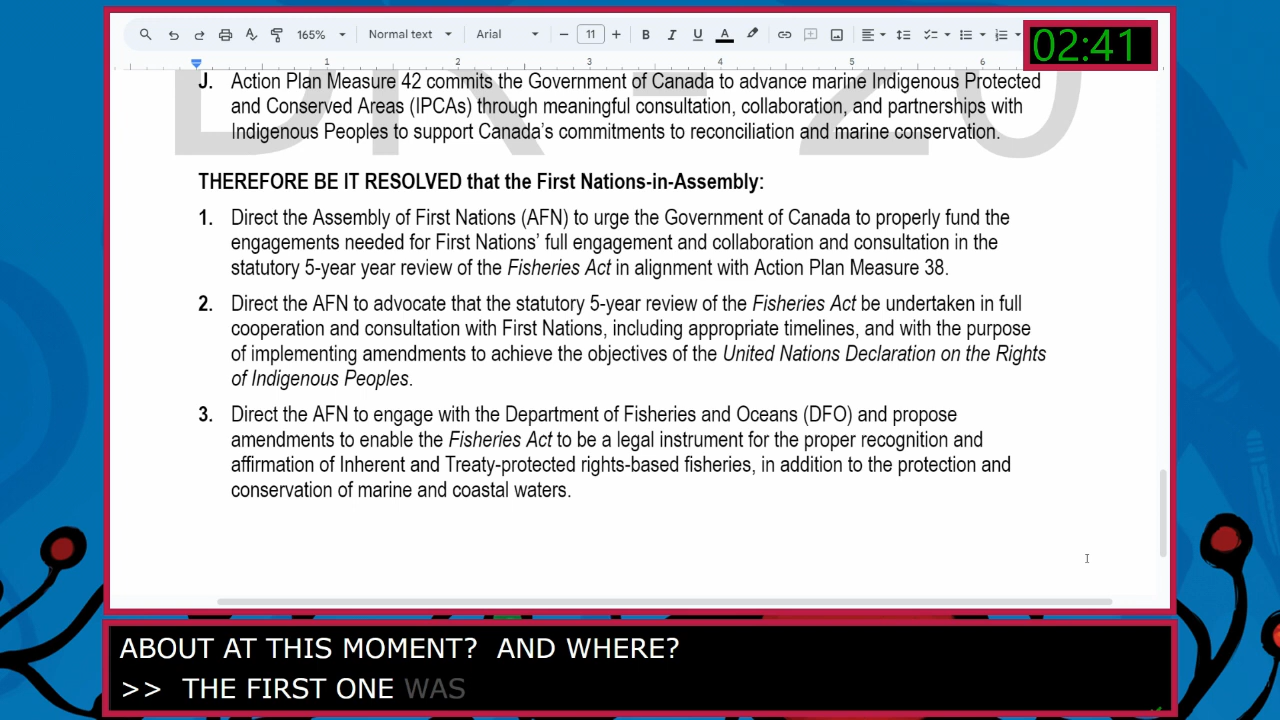 165%
Normal text
Arial
11
02:41
1 2 3 4 5 6
DR - 20
J. Action Plan Measure 42 commits the Government of Canada to advance marine Indigenous Protected
and Conserved Areas (IPCAs) through meaningful consultation, collaboration, and partnerships with
Indigenous Peoples to support Canada's commitments to reconciliation and marine conservation.
THEREFORE BE IT RESOLVED that the First Nations-in-Assembly:
1. Direct the Assembly of First Nations (AFN) to urge the Government of Canada to properly fund the
engagements needed for First Nations' full engagement and collaboration and consultation in the
statutory 5-year year review of the Fisheries Act in alignment with Action Plan Measure 38.
2. Direct the AFN to advocate that the statutory 5-year review of the Fisheries Act be undertaken in full
cooperation and consultation with First Nations, including appropriate timelines, and with the purpose
of implementing amendments to achieve the objectives of the United Nations Declaration on the Rights
of Indigenous Peoples.
3. Direct the AFN to engage with the Department of Fisheries and Oceans (DFO) and propose
amendments to enable the Fisheries Act to be a legal instrument for the proper recognition and
affirmation of Inherent and Treaty-protected rights-based fisheries, in addition to the protection and
conservation of marine and coastal waters.
ABOUT AT THIS MOMENT? AND WHERE?
>> THE FIRST ONE WAS